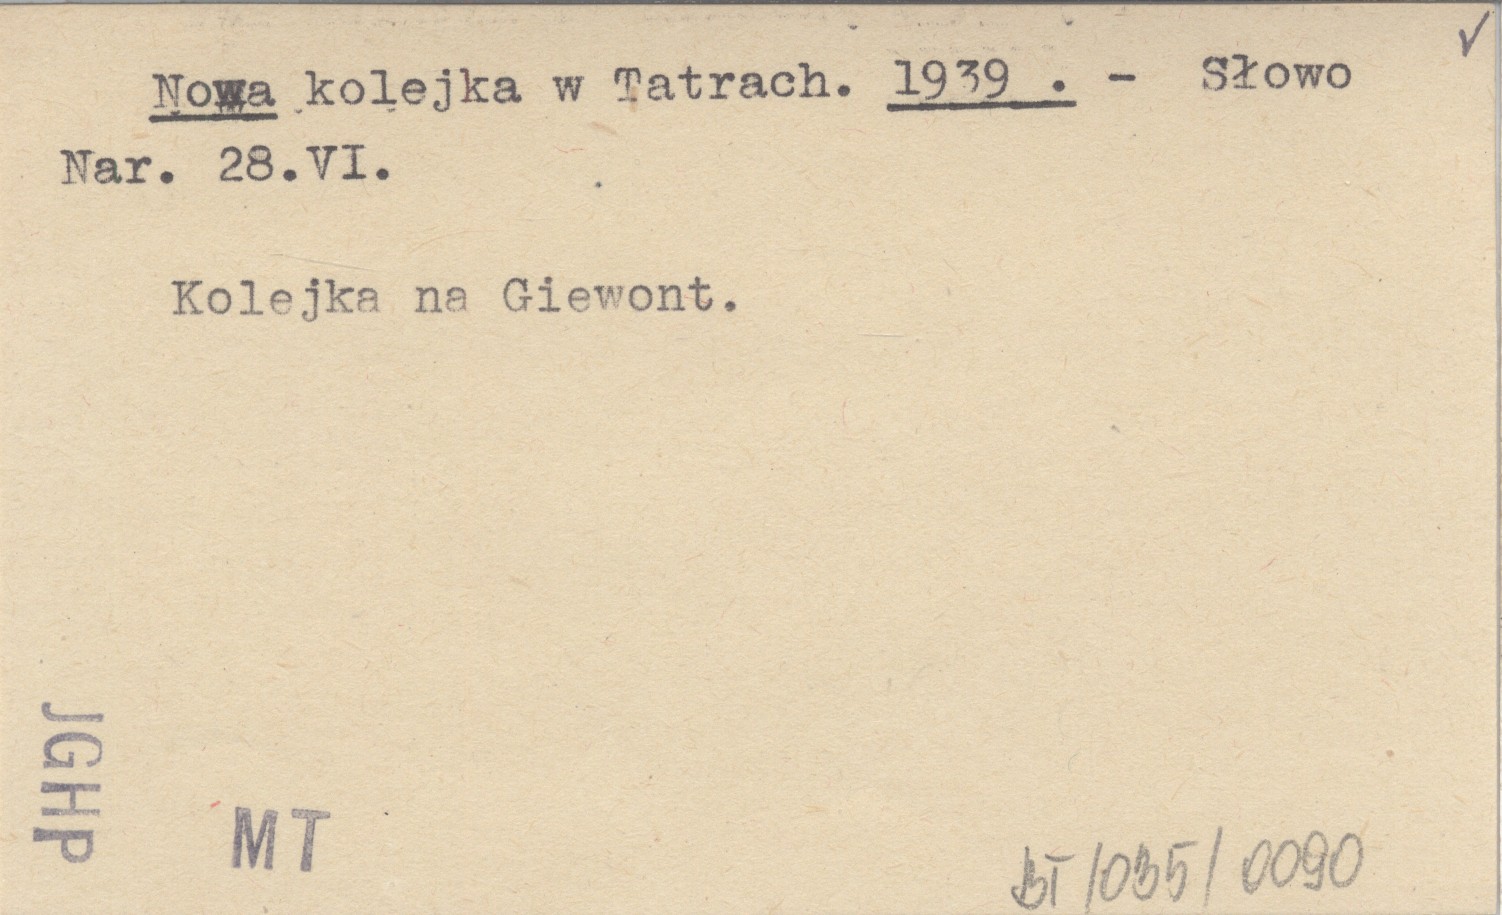 Nowa kolejka w Tatrach. 1939 . - Słowo
Nar. 28.VI.
Kolejka na Giewont.
JGHP
MT
BT/035/0090